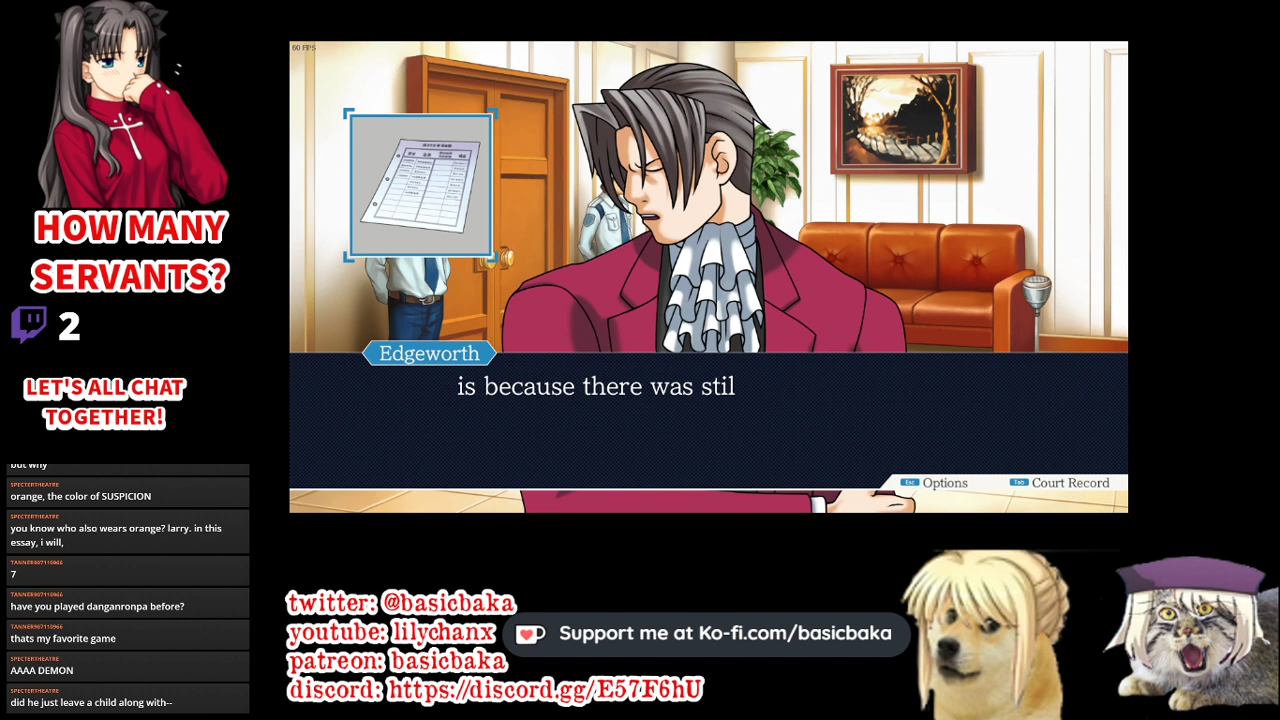 HOW MANY
SERVANTS?
2
LET'S ALL CHAT
TOGETHER!
but why
SPECTERTHEATRE
orange, the color of SUSPICION
SPECTERTHEATRE
you know who also wears orange? larry. in this
essay, i will,
7
have you played danganronpa before?
thats my favorite game
SPECTERTHEATRE
AAAA DEMON
SPECTERTHEATRE
did he just leave a child along with--
60 FPS
Edgeworth
is because there was stil
Esc Options
Tab Court Record
twitter: @basicbaka
youtube: lilychanx
patreon: basicbaka
discord: https://discord.gg/E57F6hU
Support me at Ko-fi.com/basicbaka